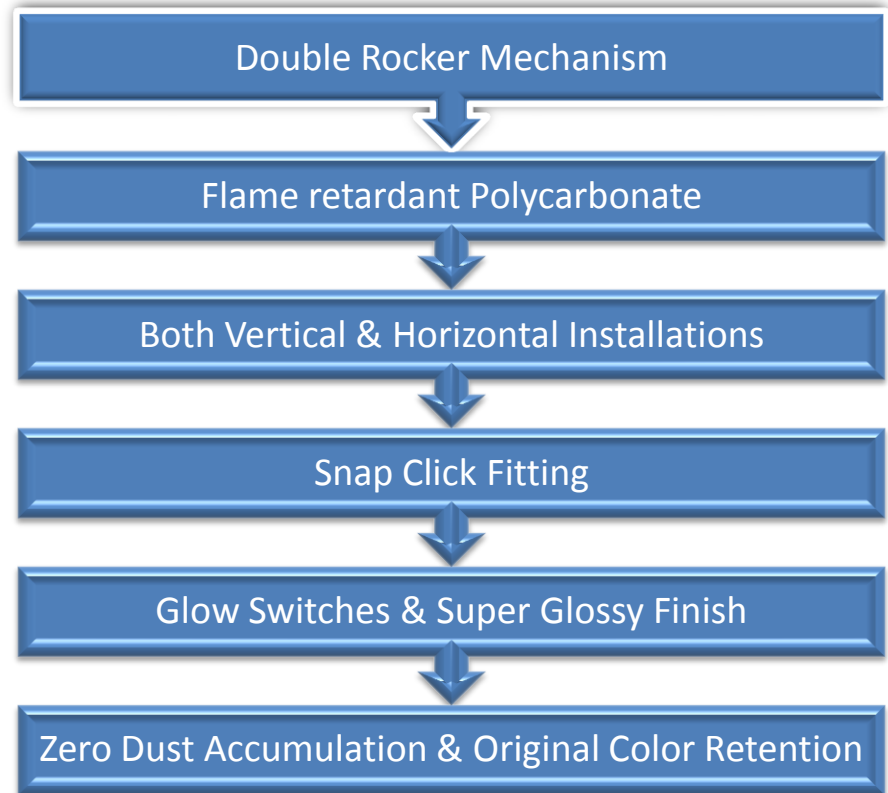 Double Rocker Mechanism
Flame retardant Polycarbonate
Both Vertical & Horizontal Installations
Snap Click Fitting
Glow Switches & Super Glossy Finish
Zero Dust Accumulation & Original Color Retention